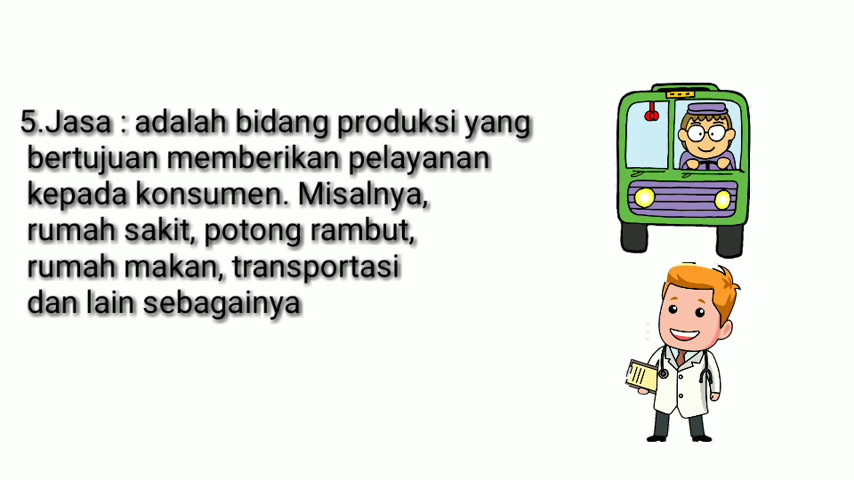 5.Jasa : adalah bidang produksi yang
bertujuan memberikan pelayanan
kepada konsumen. Misalnya,
rumah sakit, potong rambut,
rumah makan, transportasi
dan lain sebagainya